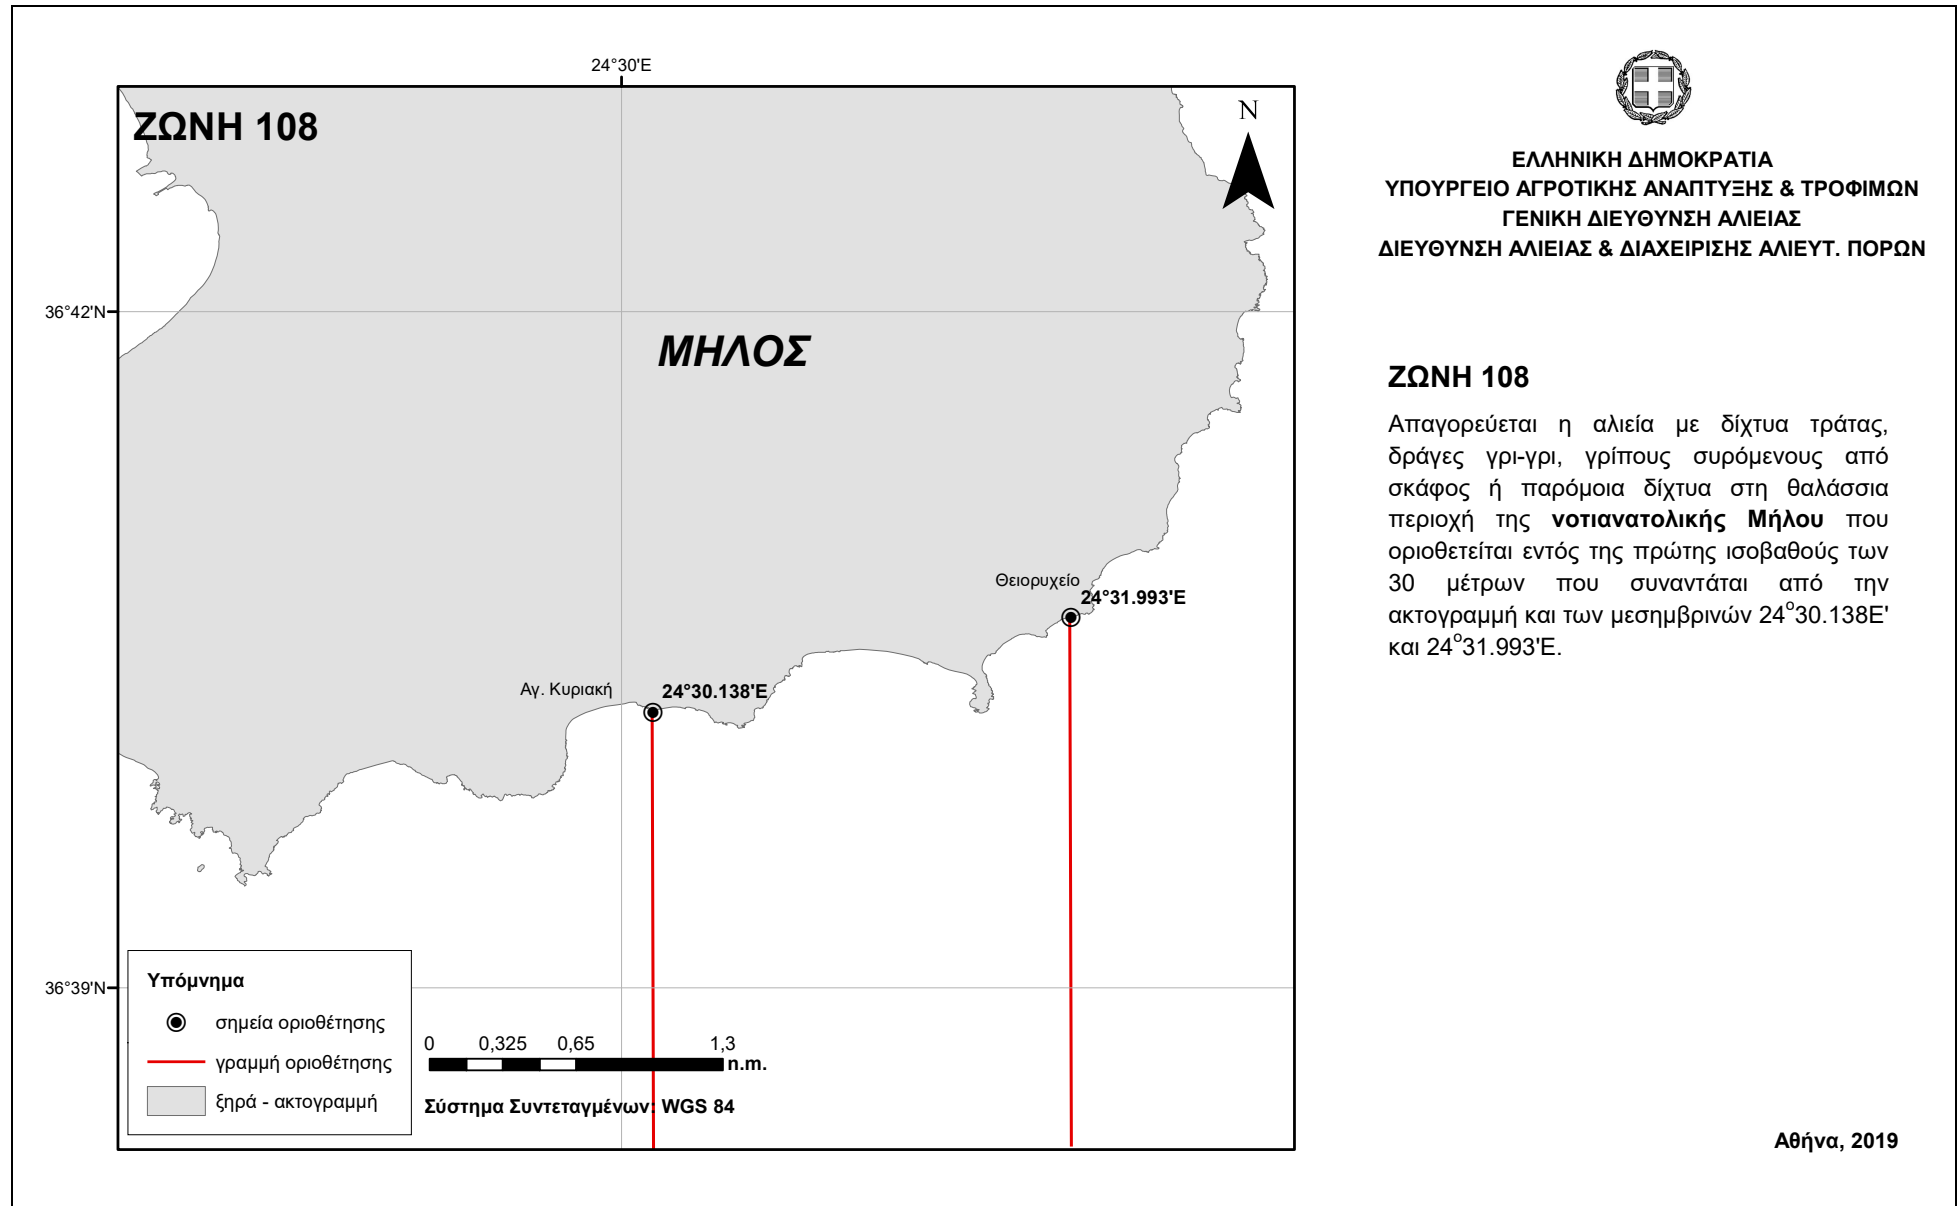 24°30'E
ΖΩΝΗ 108
N
36°42'N
ΜΗΛΟΣ
Θειορυχείο
24°31.993'E
Αγ. Κυριακή
24°30.138'E
36°39'N
Υπόμνημα
σημεία οριοθέτησης
γραμμή οριοθέτησης
ξηρά - ακτογραμμή
0 0,325 0,65 1,3
n.m.
Σύστημα Συντεταγμένων: WGS 84
ΕΛΛΗΝΙΚΗ ΔΗΜΟΚΡΑΤΙΑ
ΥΠΟΥΡΓΕΙΟ ΑΓΡΟΤΙΚΗΣ ΑΝΑΠΤΥΞΗΣ & ΤΡΟΦΙΜΩΝ
ΓΕΝΙΚΗ ΔΙΕΥΘΥΝΣΗ ΑΛΙΕΙΑΣ
ΔΙΕΥΘΥΝΣΗ ΑΛΙΕΙΑΣ & ΔΙΑΧΕΙΡΙΣΗΣ ΑΛΙΕΥΤ. ΠΟΡΩΝ
ΖΩΝΗ 108
Απαγορεύεται η αλιεία με δίχτυα τράτας,
δράγες γρι-γρι, γρίπους συρόμενους από
σκάφος ή παρόμοια δίχτυα στη θαλάσσια
περιοχή της νοτιανατολικής Μήλου που
οριοθετείται εντός της πρώτης ισοβαθούς των
30 μέτρων που συναντάται από την
ακτογραμμή και των μεσημβρινών 24°30.138E'
και 24°31.993'E.
Αθήνα, 2019